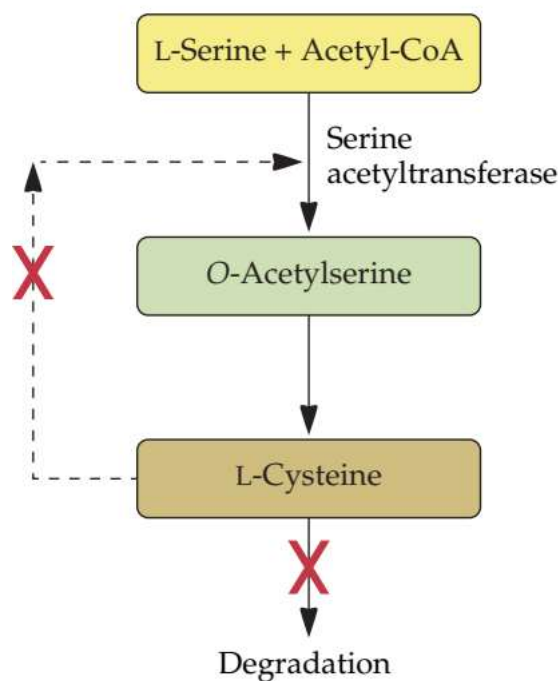 L-Serine + Acetyl-CoA
Serine
acetyltransferase
O-Acetylserine
L-Cysteine
Degradation